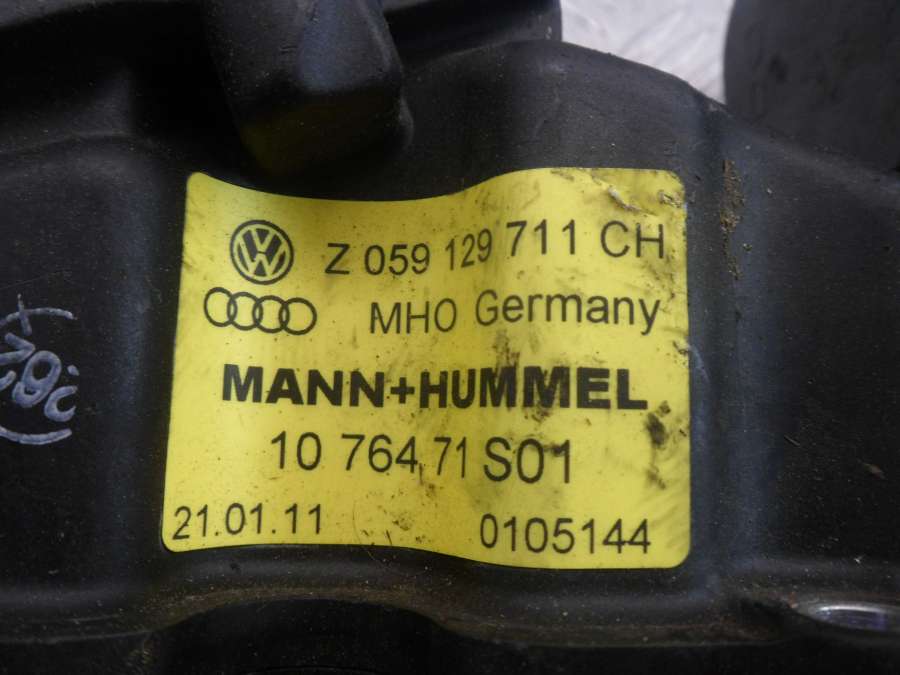 Z 059 129 711 CH
MHO Germany
MANN+HUMMEL
10 764 71 S01
21.01.11 0105144